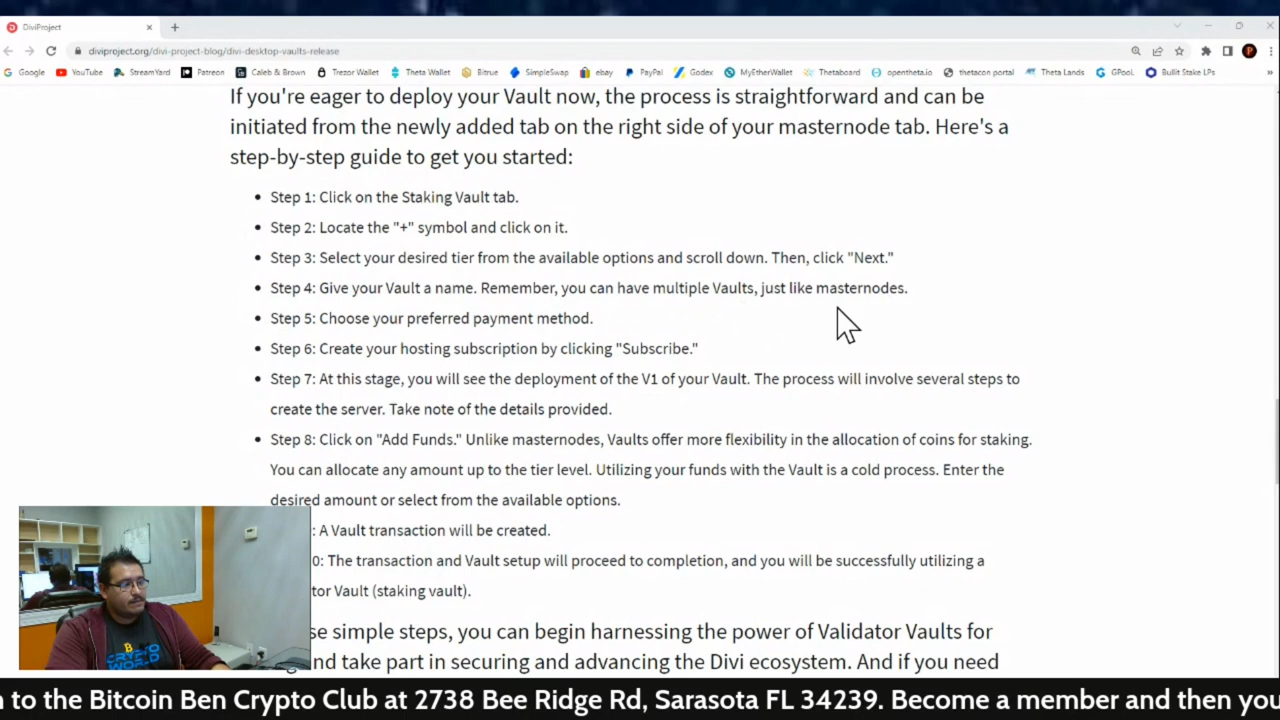 DiviProject
diviproject.org/divi-project-blog/divi-desktop-vaults-release
Google YouTube StreamYard Patreon Caleb & Brown Trezor Wallet Theta Wallet Bitrue SimpleSwap ebay PayPal Godex MyEtherWallet Thetaboard opentheta.io thetacon portal Theta Lands GPool. Bullit Stake LPs »
If you're eager to deploy your Vault now, the process is straightforward and can be
initiated from the newly added tab on the right side of your masternode tab. Here's a
step-by-step guide to get you started:
• Step 1: Click on the Staking Vault tab.
• Step 2: Locate the "+" symbol and click on it.
• Step 3: Select your desired tier from the available options and scroll down. Then, click "Next."
• Step 4: Give your Vault a name. Remember, you can have multiple Vaults, just like masternodes.
• Step 5: Choose your preferred payment method.
• Step 6: Create your hosting subscription by clicking "Subscribe."
• Step 7: At this stage, you will see the deployment of the V1 of your Vault. The process will involve several steps to
create the server. Take note of the details provided.
• Step 8: Click on "Add Funds." Unlike masternodes, Vaults offer more flexibility in the allocation of coins for staking.
You can allocate any amount up to the tier level. Utilizing your funds with the Vault is a cold process. Enter the
desired amount or select from the available options.
: A Vault transaction will be created.
0: The transaction and Vault setup will proceed to completion, and you will be successfully utilizing a
tor Vault (staking vault).
se simple steps, you can begin harnessing the power of Validator Vaults for
nd take part in securing and advancing the Divi ecosystem. And if you need
CRYPTO
WORLD
n to the Bitcoin Ben Crypto Club at 2738 Bee Ridge Rd, Sarasota FL 34239. Become a member and then you